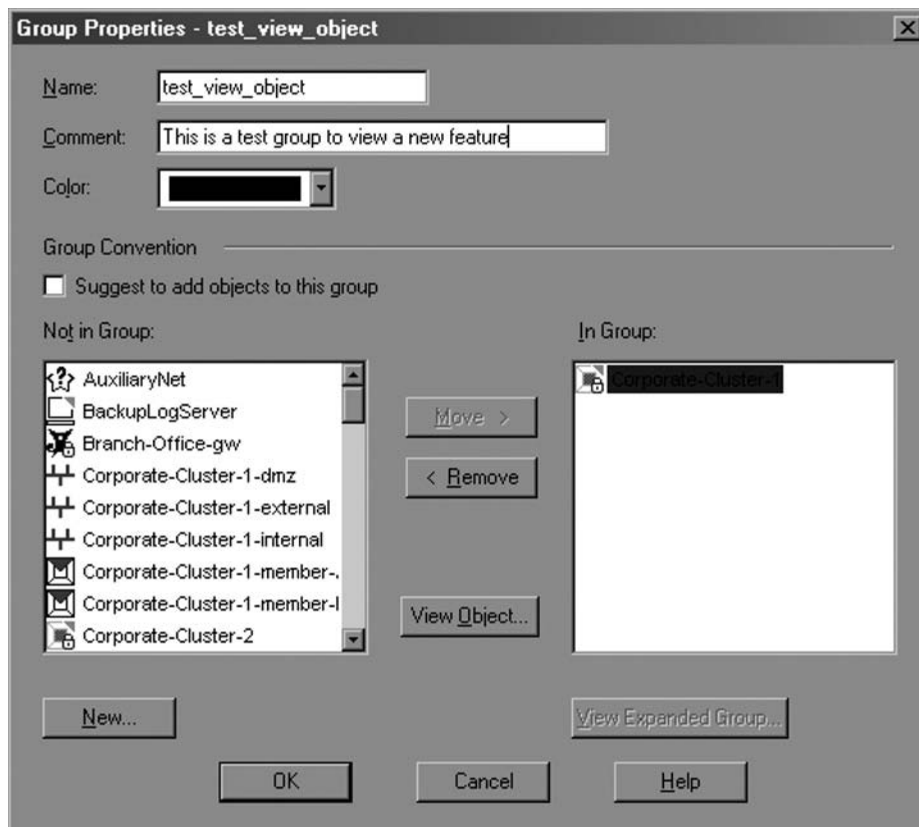 Group Properties - test_view_object
Name: test_view_object
Comment: This is a test group to view a new feature
Color:
Group Convention
Suggest to add objects to this group
Not in Group:
AuxiliaryNet
BackupLogServer
Branch-Office-gw
Corporate-Cluster-1-dmz
Corporate-Cluster-1-external
Corporate-Cluster-1-internal
Corporate-Cluster-1-member-.
Corporate-Cluster-1-member-l
Corporate-Cluster-2
Move >
< Remove
View Object...
In Group:
Corporate-Cluster-1
New...
View Expanded Group...
OK
Cancel
Help